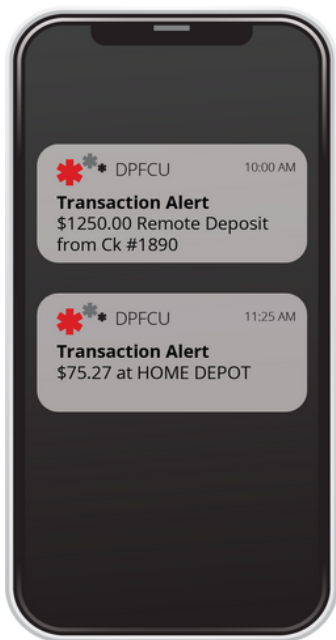 DPFCU 10:00 AM
Transaction Alert
$1250.00 Remote Deposit
from Ck #1890
DPFCU 11:25 AM
Transaction Alert
$75.27 at HOME DEPOT